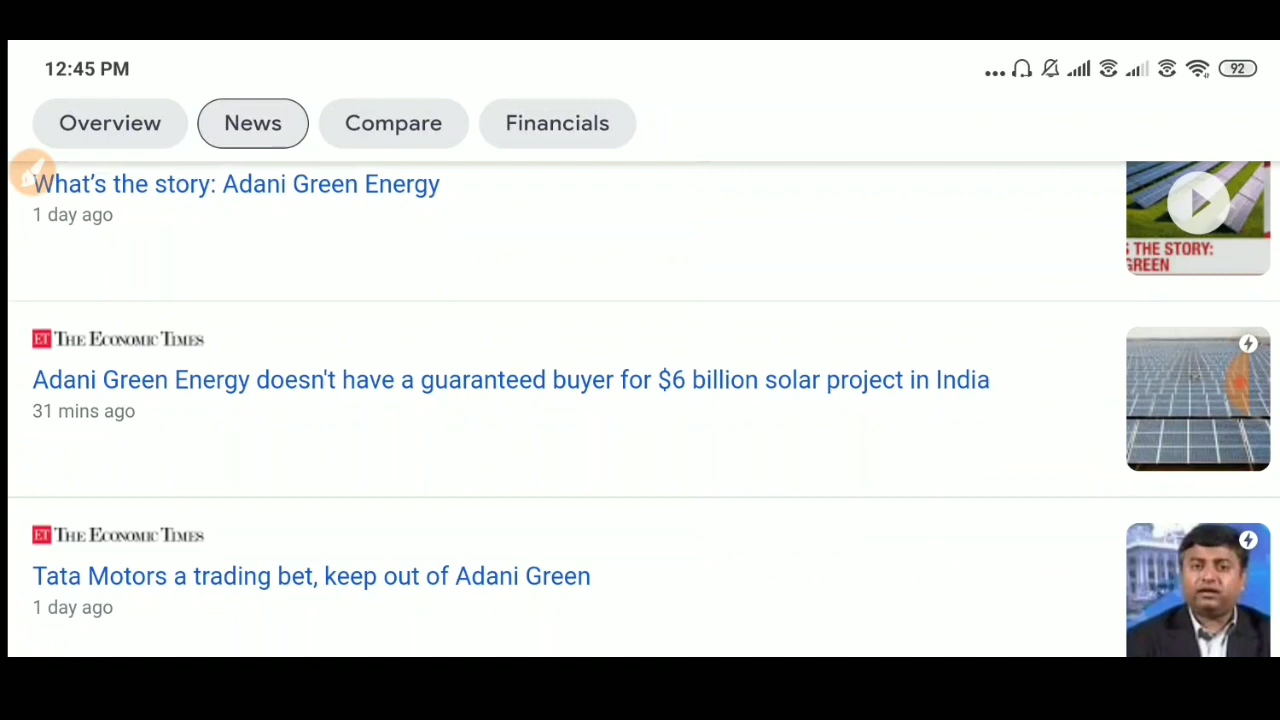 12:45 PM
92
Overview News Compare Financials
What's the story: Adani Green Energy
1 day ago
THE STORY:
GREEN
ET THE ECONOMIC TIMES
Adani Green Energy doesn't have a guaranteed buyer for $6 billion solar project in India
31 mins ago
ET THE ECONOMIC TIMES
Tata Motors a trading bet, keep out of Adani Green
1 day ago